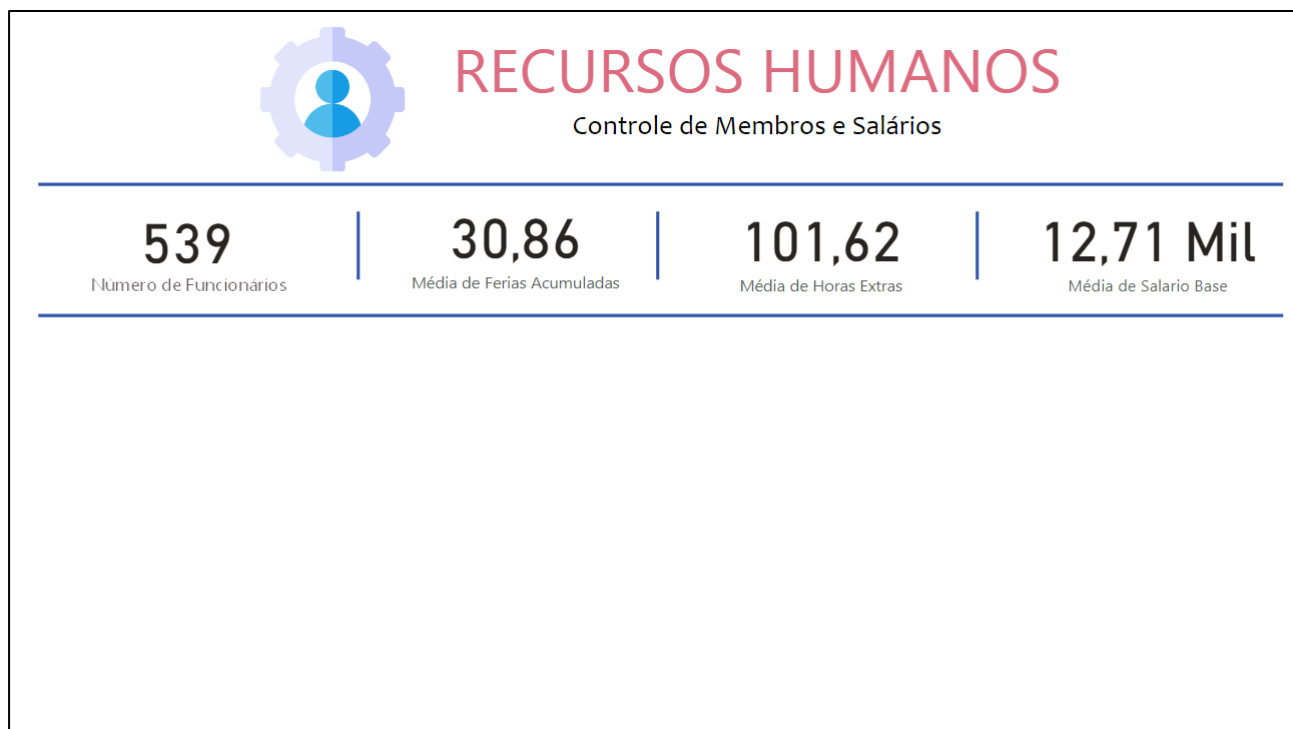 RECURSOS HUMANOS
Controle de Membros e Salários
539
Número de Funcionários
30,86
Média de Ferias Acumuladas
101,62
Média de Horas Extras
12,71 Mil
Média de Salario Base